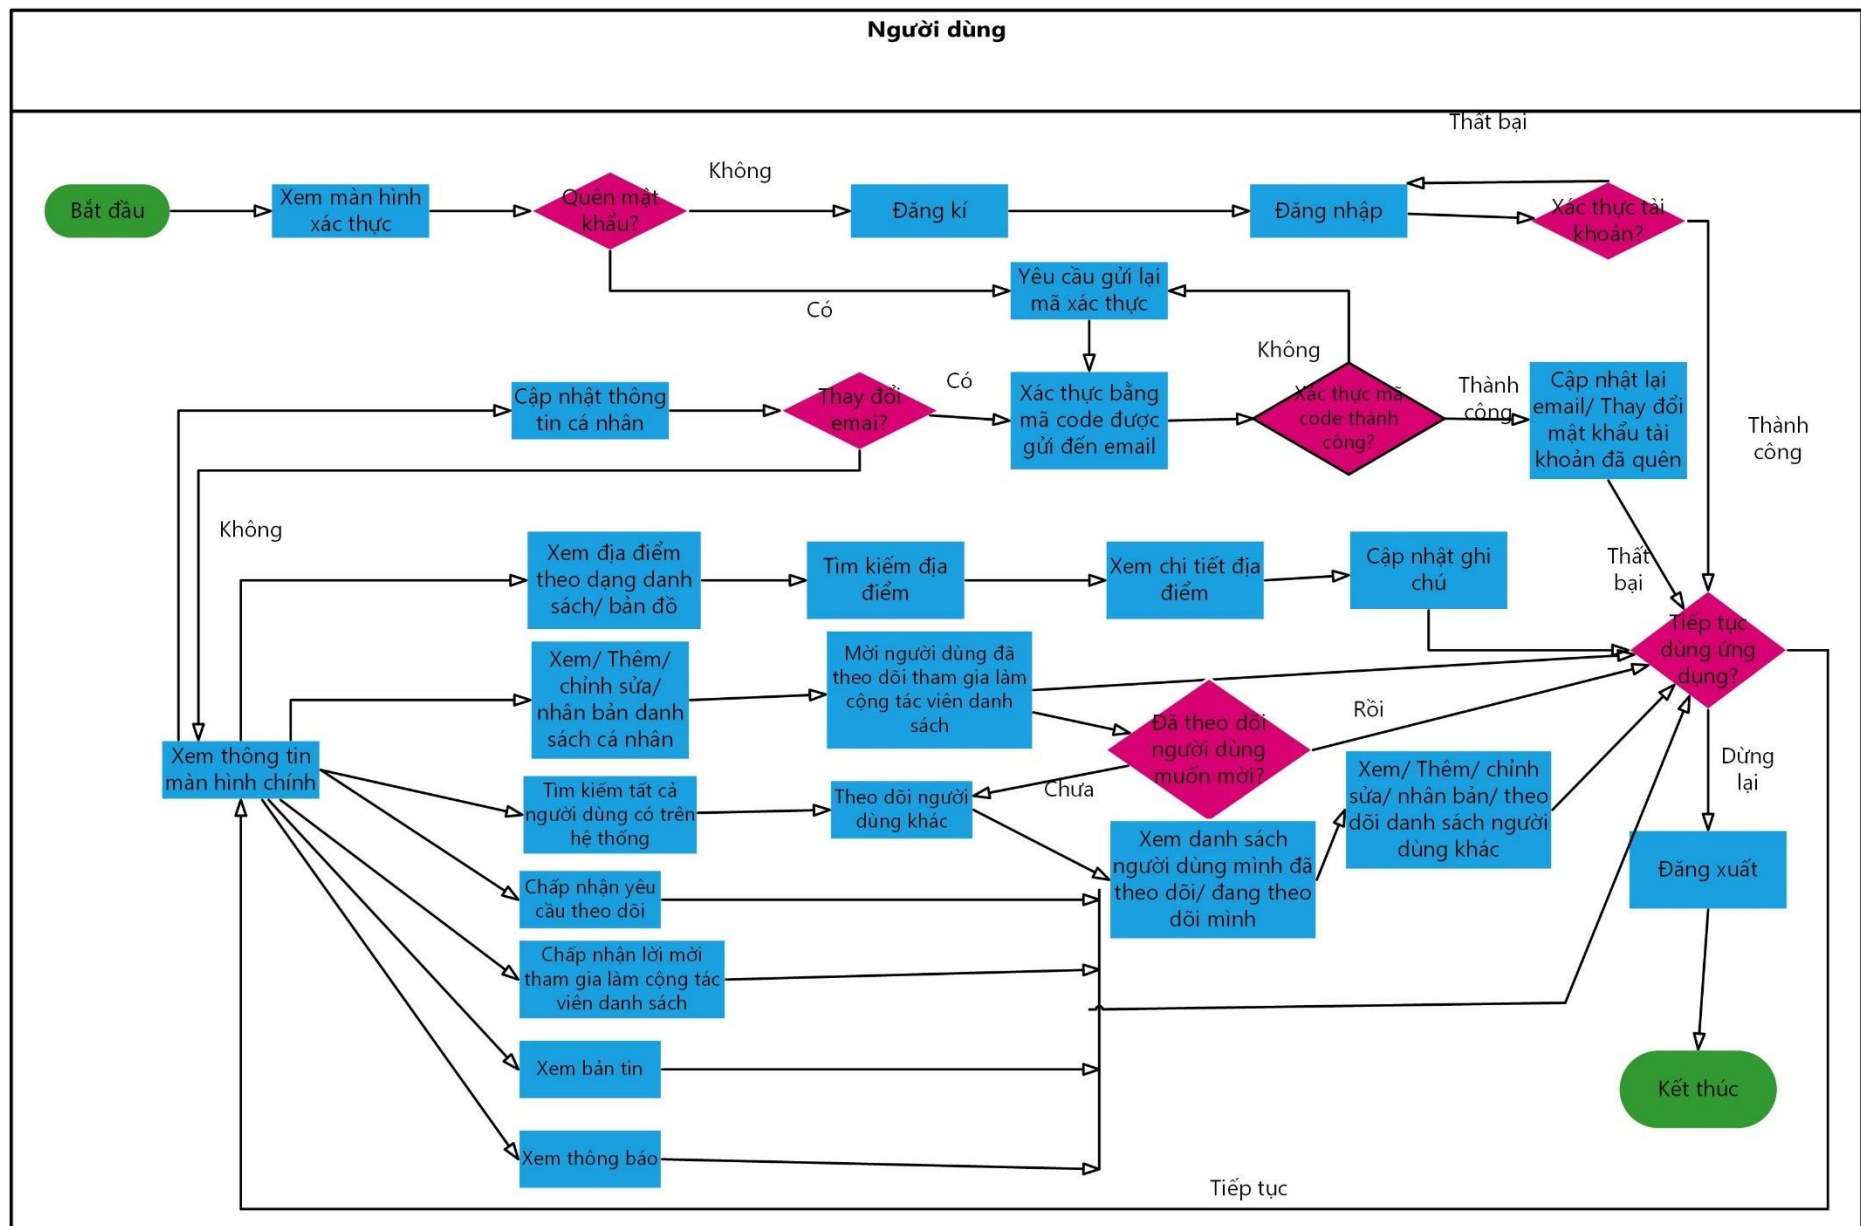 Người dùng
Thất bại
Không
Bắt đầu
Xem màn hình
xác thực
Quên mật
khẩu?
Đăng kí
Đăng nhập
Xác thực tài
khoản?
Yêu cầu gửi lại
mã xác thực
Có
Không
Cập nhật thông
tin cá nhân
Thay đổi
emai?
Có
Xác thực bằng
mã code được
gửi đến email
Xác thực mã
code thành
công?
Thành
công
Cập nhật lại
email/ Thay đổi
mật khẩu tài
khoản đã quên
Thành
công
Không
Xem địa điểm
theo dạng danh
sách/ bản đồ
Tìm kiếm địa
điểm
Xem chi tiết địa
điểm
Cập nhật ghi
chú
Thất
bại
Tiếp tục
dùng ứng
dụng?
Xem/ Thêm/
chỉnh sửa/
nhân bản danh
sách cá nhân
Mời người dùng đã
theo dõi tham gia làm
cộng tác viên danh
sách
Đã theo dõi
người dùng
muốn mời?
Rồi
Dừng
lại
Xem thông tin
màn hình chính
Tìm kiếm tất cả
người dùng có trên
hệ thống
Theo dõi người
dùng khác
Chưa
Xem/ Thêm/ chỉnh
sửa/ nhân bản/ theo
dõi danh sách người
dùng khác
Xem danh sách
người dùng mình đã
theo dõi/ đang theo
dõi mình
Đăng xuất
Chấp nhận yêu
cầu theo dõi
Chấp nhận lời mời
tham gia làm cộng tác
viên danh sách
Xem bản tin
Kết thúc
Xem thông báo
Tiếp tục